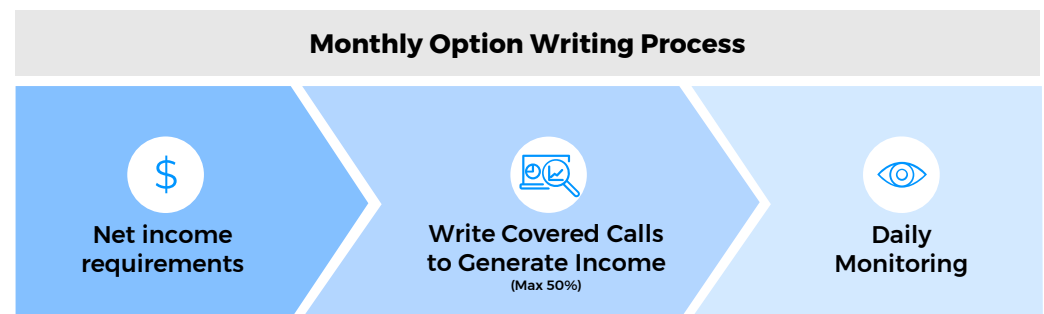 Monthly Option Writing Process
$
Net income
requirements
Write Covered Calls
to Generate Income
(Max 50%)
Daily
Monitoring